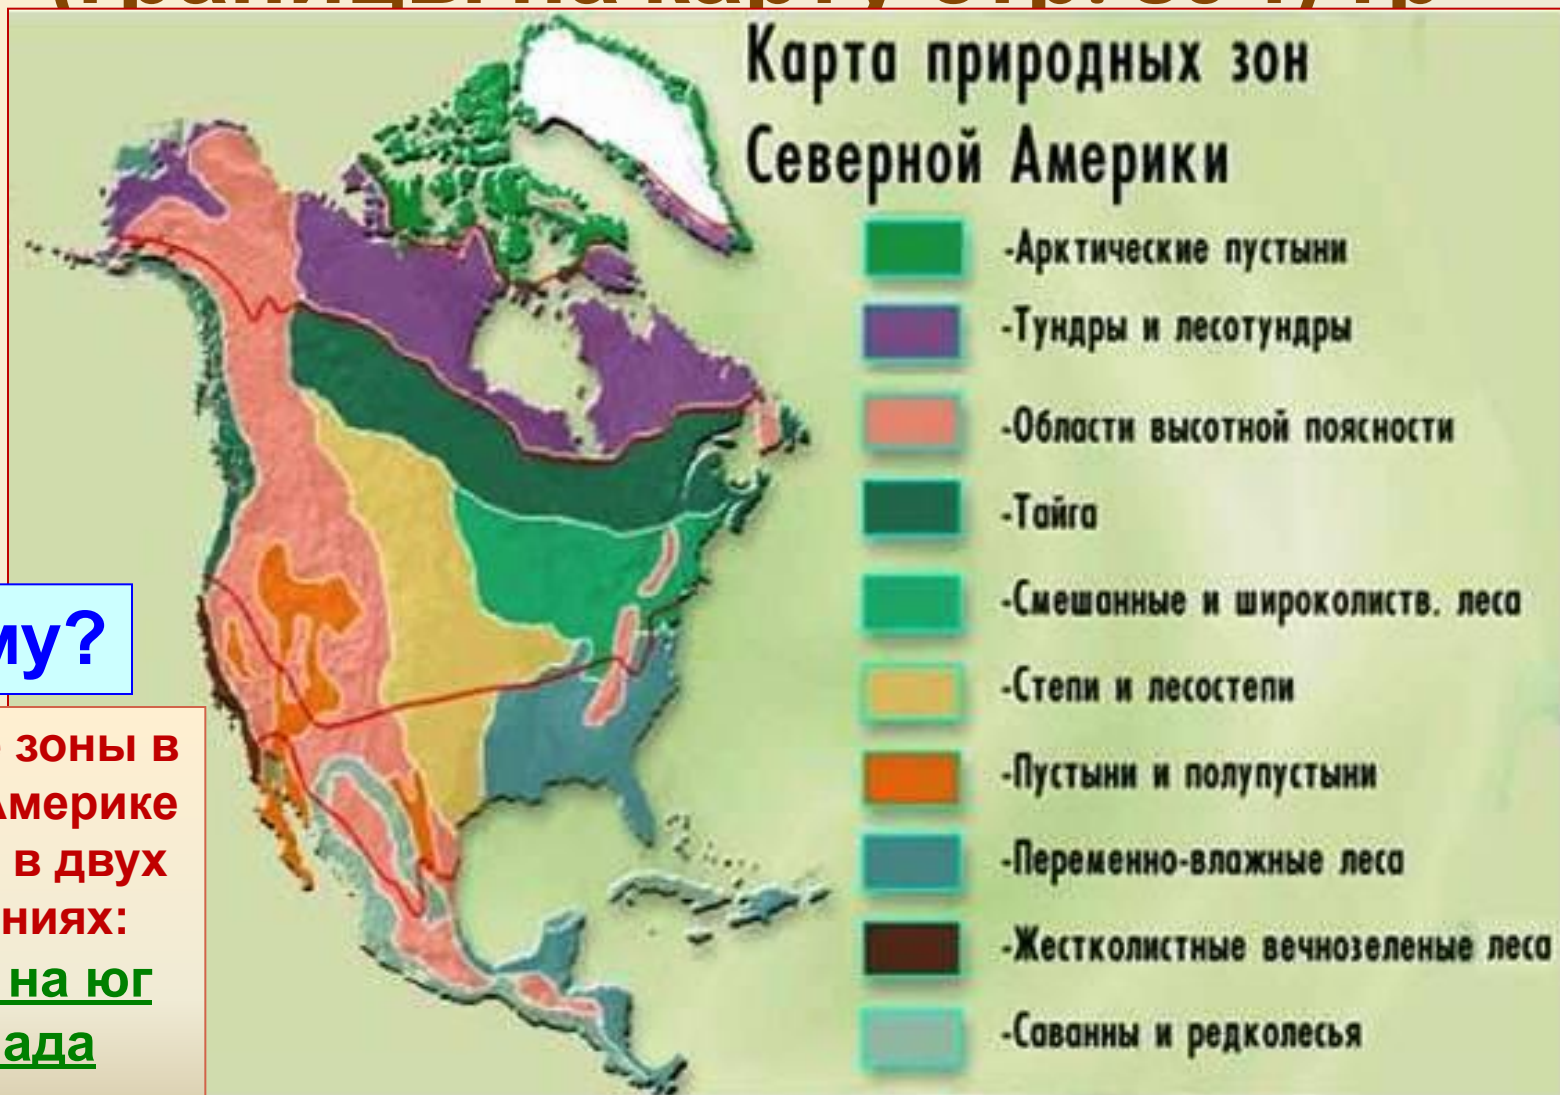 Карта природных зон
Северной Америки
-Арктические пустыни
-Тундры и лесотундры
-Области высотной поясности
-Тайга
-Смешанные и широколиств. леса
-Степи и лесостепи
-Пустыни и полупустыни
-Переменно-влажные леса
-Жестколистные вечнозеленые леса
-Саванны и редколесья
му?
зоны в
Америке
в двух
ниях:
на юг
ада